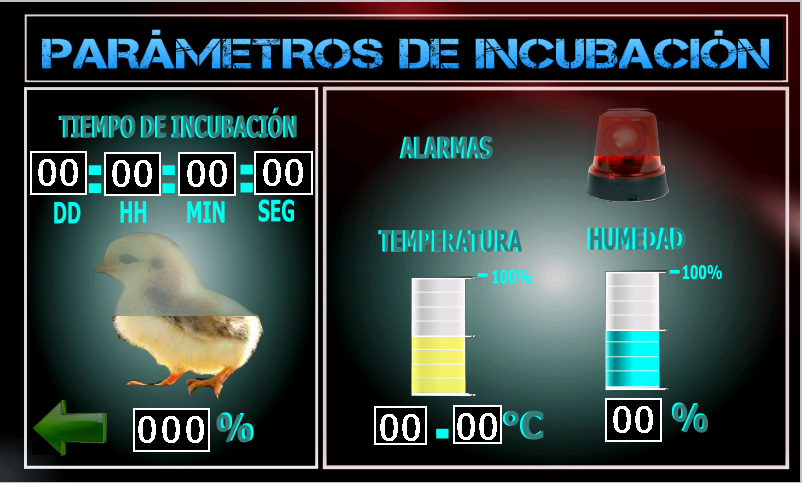 PARÁMETROS DE INCUBACIÓN
TIEMPO DE INCUBACIÓN
00:00:00:00
DD HH MIN SEG
000 %
ALARMAS
TEMPERATURA
100%
00.00°C
HUMEDAD
100%
00 %